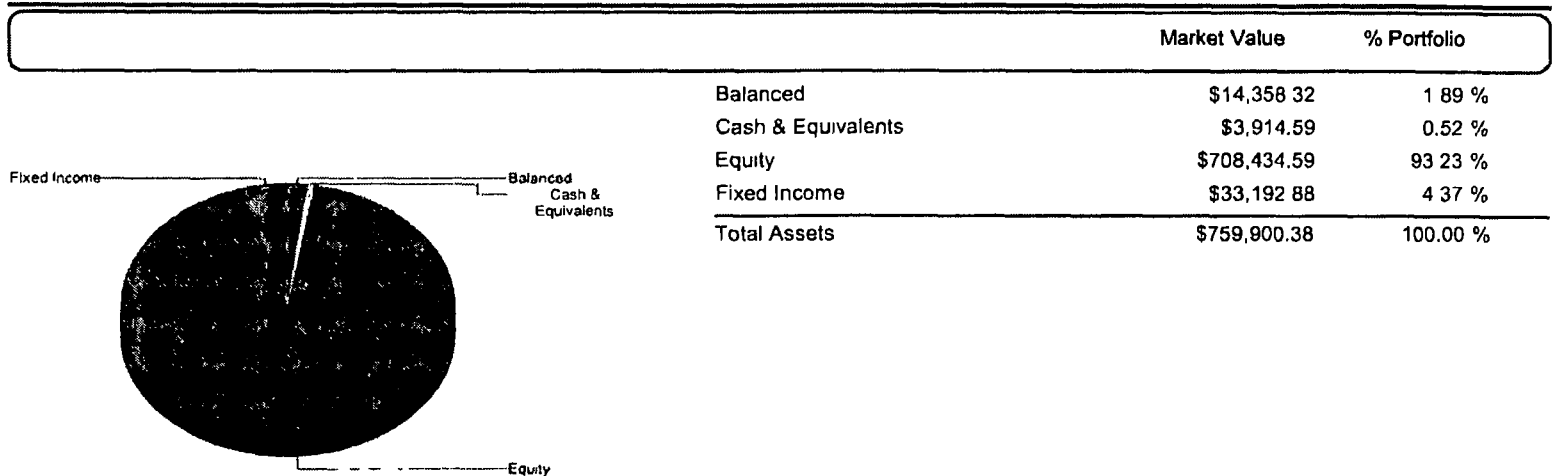 Market Value % Portfolio
Balanced $14,358 32 1 89 %
Cash & Equivalents $3,914.59 0.52 %
Equity $708,434.59 93 23 %
Fixed Income $33,192 88 4 37 %
Total Assets $759,900.38 100.00 %
Fixed Income
Balanced
Cash &
Equivalents
Equity